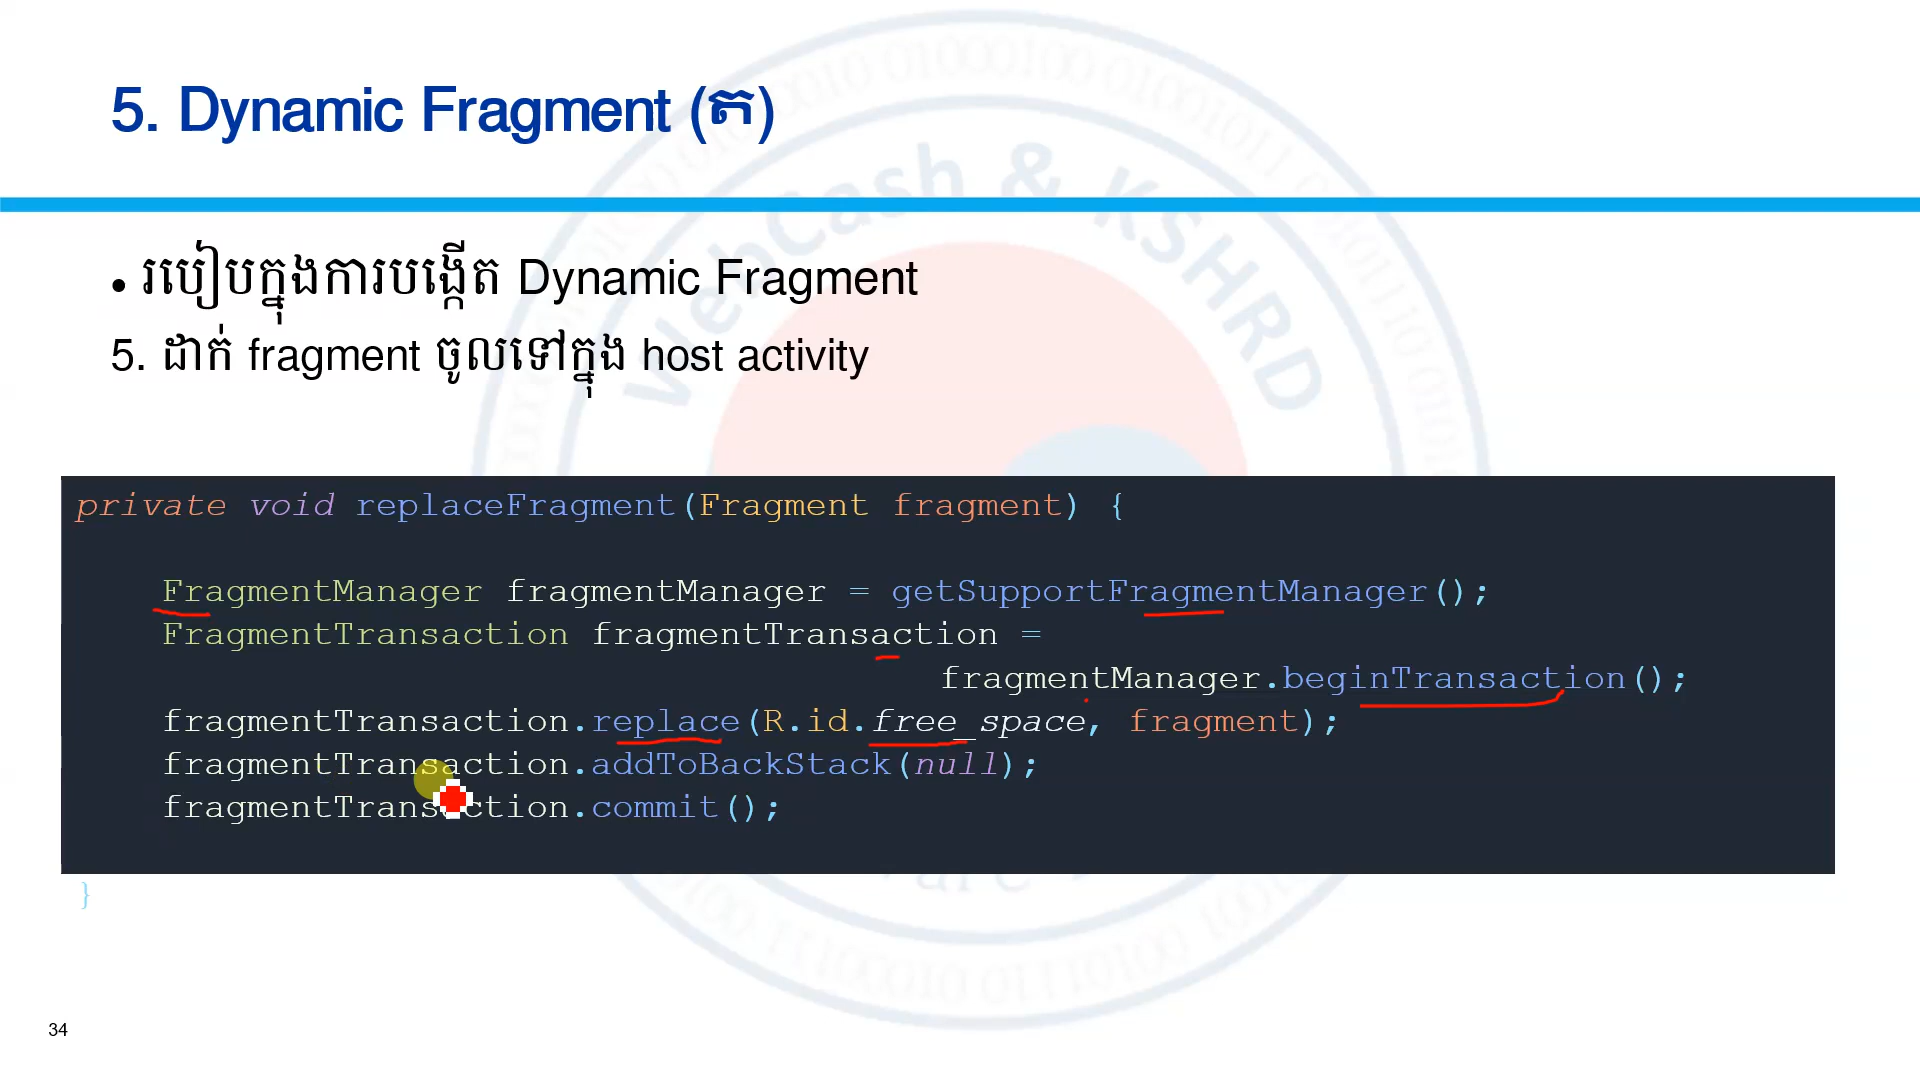 5. Dynamic Fragment (ត)
• របៀបក្នុងការបង្កើត Dynamic Fragment
5. ដាក់ fragment ចូលទៅក្នុង host activity
WebCash & KSHRD
private void replaceFragment(Fragment fragment) {
FragmentManager fragmentManager = getSupportFragmentManager();
FragmentTransaction fragmentTransaction =
fragmentManager.beginTransaction();
fragmentTransaction.replace(R.id.free_space, fragment);
fragmentTransaction.addToBackStack(null);
fragmentTransaction.commit();
}
34